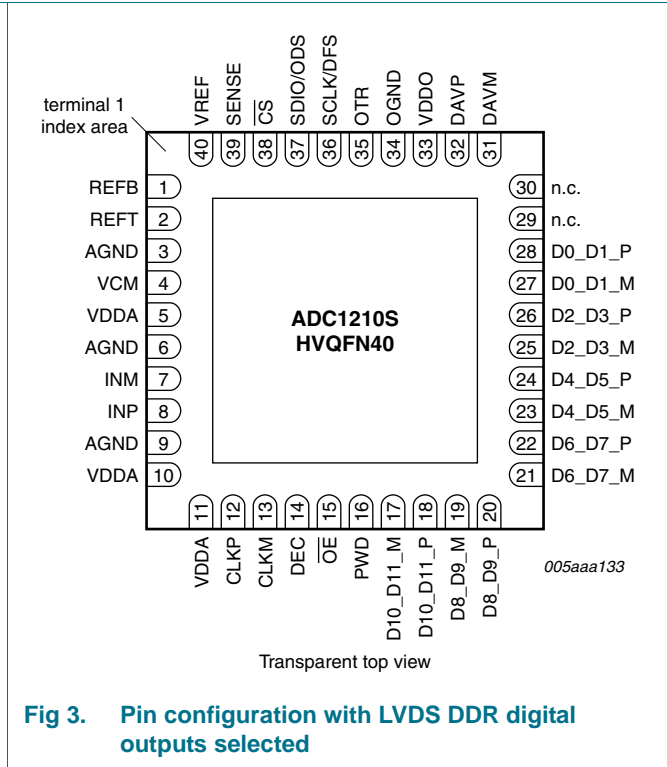 terminal 1
index area
VREF
SENSE
CS
SDIO/ODS
SCLK/DFS
OTR
OGND
VDDO
DAVP
DAVM
40
39
38
37
36
35
34
33
32
31
REFB 1
REFT 2
AGND 3
VCM 4
VDDA 5
AGND 6
INM 7
INP 8
AGND 9
VDDA 10
ADC1210S
HVQFN40
30 n.c.
29 n.c.
28 D0_D1_P
27 D0_D1_M
26 D2_D3_P
25 D2_D3_M
24 D4_D5_P
23 D4_D5_M
22 D6_D7_P
21 D6_D7_M
11
12
13
14
15
16
17
18
19
20
VDDA
CLKP
CLKM
DEC
OE
PWD
D10_D11_M
D10_D11_P
D8_D9_M
D8_D9_P
005aaa133
Transparent top view
Fig 3. Pin configuration with LVDS DDR digital
outputs selected